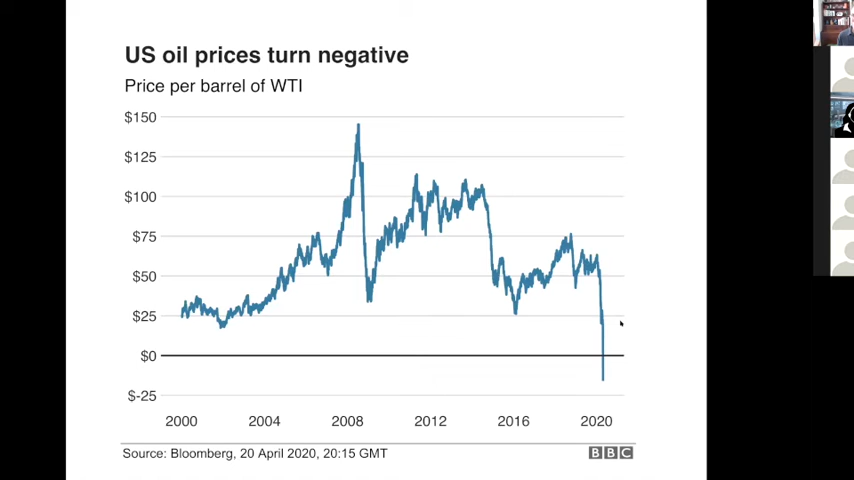 US oil prices turn negative
Price per barrel of WTI
$150
$125
$100
$75
$50
$25
$0
$-25
2000 2004 2008 2012 2016 2020
Source: Bloomberg, 20 April 2020, 20:15 GMT
BBC